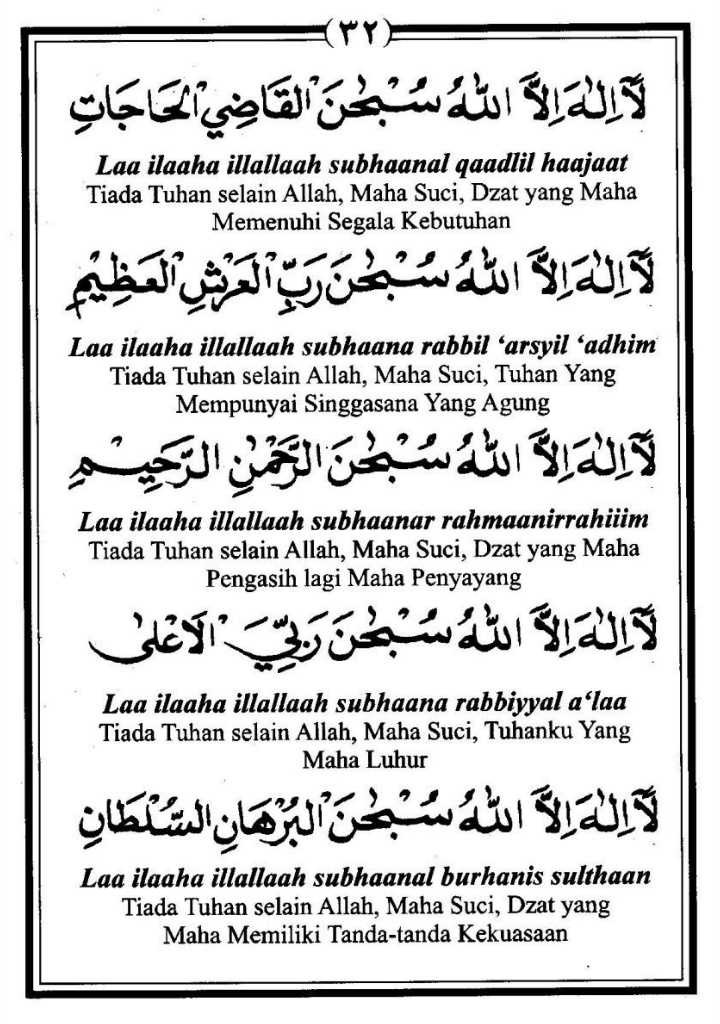 (٣٢)
لَآ اِلٰهَ اِلَّا اللهُ سُبْحٰنَ الْقَاضِي الْحَاجَاتِ
Laa ilaaha illallaah subhaanal qaadlil haajaat
Tiada Tuhan selain Allah, Maha Suci, Dzat yang Maha
Memenuhi Segala Kebutuhan
لَآ اِلٰهَ اِلَّا اللهُ سُبْحٰنَ رَبِّ الْعَرْشِ الْعَظِيْمِ
Laa ilaaha illallaah subhaana rabbil ‘arsyil ‘adhim
Tiada Tuhan selain Allah, Maha Suci, Tuhan Yang
Mempunyai Singgasana Yang Agung
لَآ اِلٰهَ اِلَّا اللهُ سُبْحٰنَ الرَّحْمٰنِ الرَّحِيْمِ
Laa ilaaha illallaah subhaanar rahmaanirrahiiim
Tiada Tuhan selain Allah, Maha Suci, Dzat yang Maha
Pengasih lagi Maha Penyayang
لَآ اِلٰهَ اِلَّا اللهُ سُبْحٰنَ رَبِّيَ الْاَعْلٰى
Laa ilaaha illallaah subhaana rabbiyyal a‘laa
Tiada Tuhan selain Allah, Maha Suci, Tuhanku Yang
Maha Luhur
لَآ اِلٰهَ اِلَّا اللهُ سُبْحٰنَ الْبُرْهَانِ السُّلْطَانِ
Laa ilaaha illallaah subhaanal burhanis sulthaan
Tiada Tuhan selain Allah, Maha Suci, Dzat yang
Maha Memiliki Tanda-tanda Kekuasaan